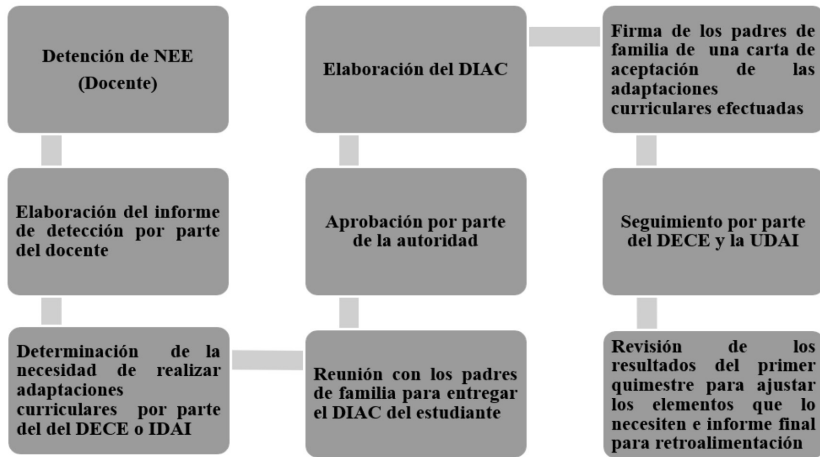 Detención de NEE
(Docente)
Elaboración del informe
de detección por parte
del docente
Determinación de la
necesidad de realizar
adaptaciones
curriculares por parte
del del DECE o IDAI
Reunión con los padres
de familia para entregar
el DIAC del estudiante
Aprobación por parte
de la autoridad
Elaboración del DIAC
Firma de los padres de
familia de una carta de
aceptación de las
adaptaciones
curriculares efectuadas
Seguimiento por parte
del DECE y la UDAI
Revisión de los
resultados del primer
quimestre para ajustar
los elementos que lo
necesiten e informe final
para retroalimentación